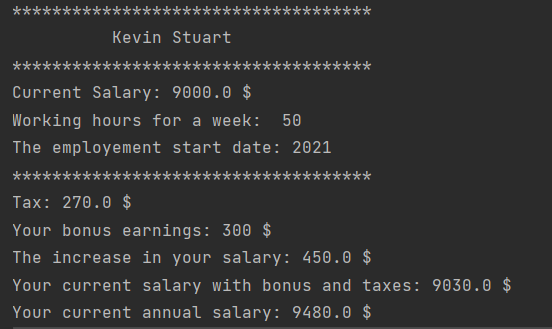 ************************************
Kevin Stuart
************************************
Current Salary: 9000.0 $
Working hours for a week:  50
The employement start date: 2021
************************************
Tax: 270.0 $
Your bonus earnings: 300 $
The increase in your salary: 450.0 $
Your current salary with bonus and taxes: 9030.0 $
Your current annual salary: 9480.0 $